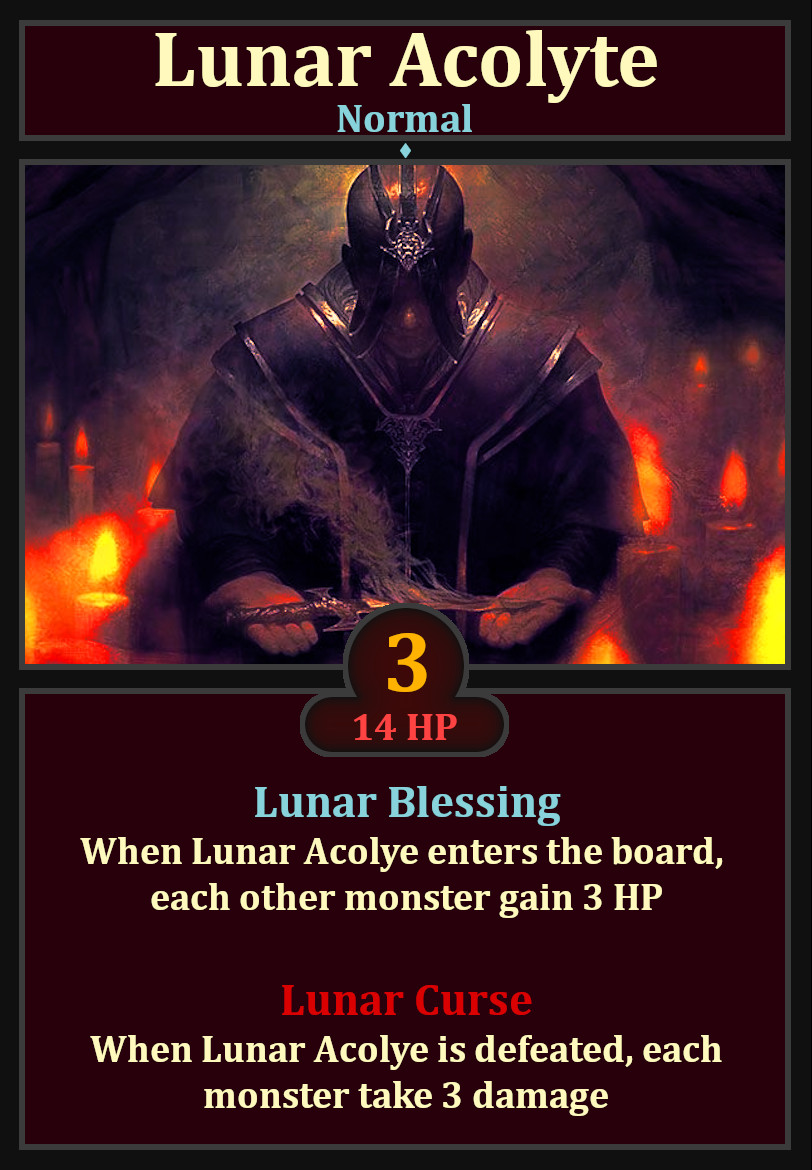 Lunar Acolyte
Normal
3
14 HP
Lunar Blessing
When Lunar Acolye enters the board,
each other monster gain 3 HP
Lunar Curse
When Lunar Acolye is defeated, each
monster take 3 damage